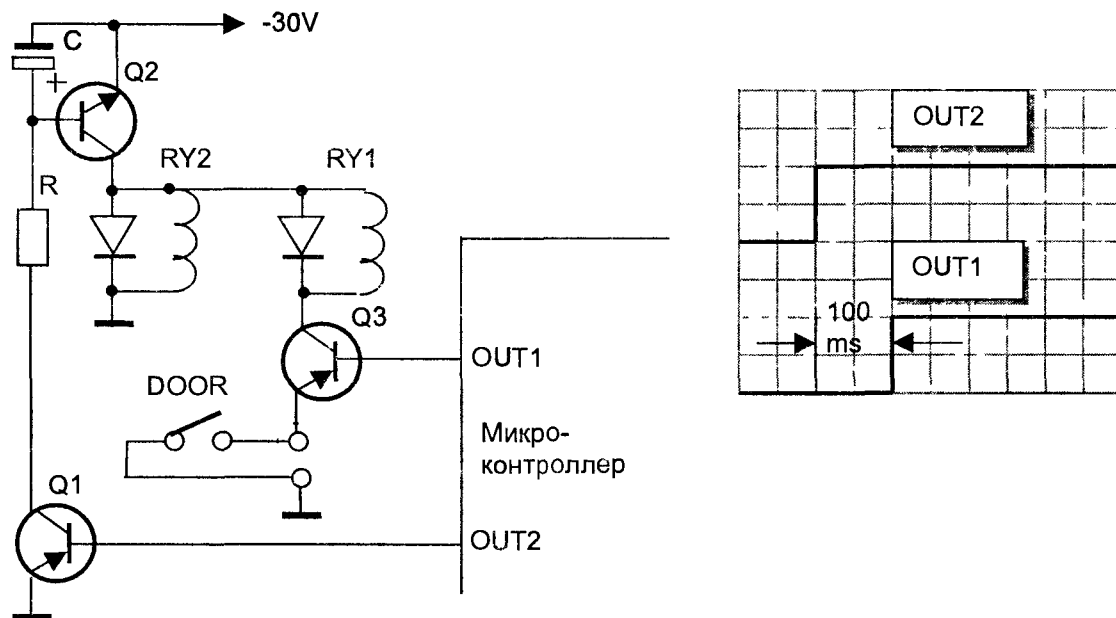 -30V
C
+
Q2
RY2
RY1
R
Q3
OUT1
DOOR
Микро-
контроллер
Q1
OUT2
OUT2
OUT1
100
ms